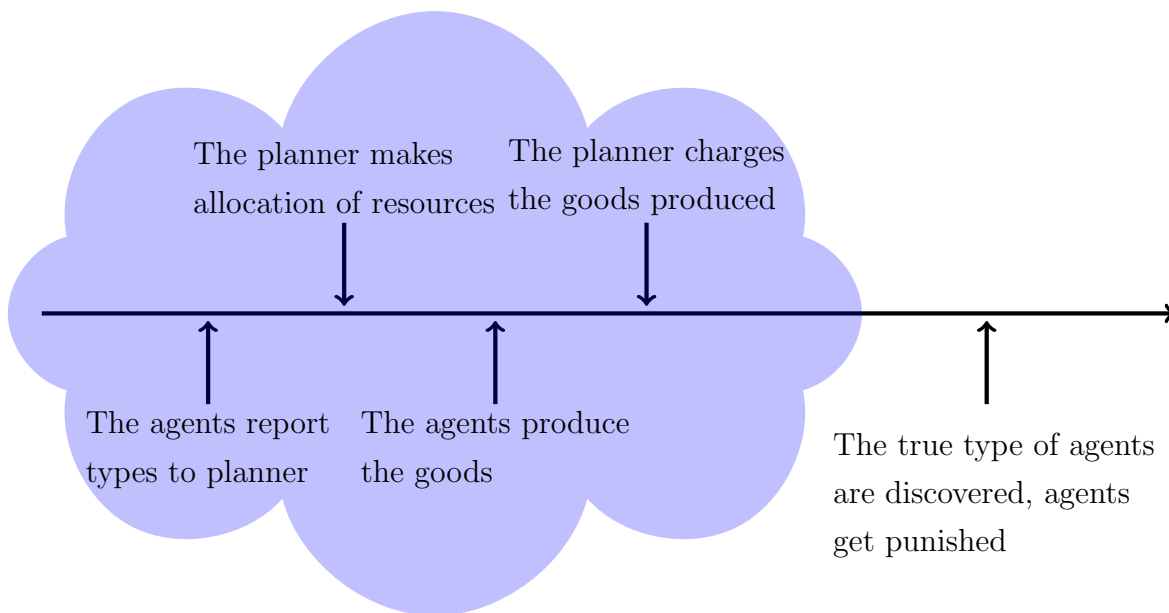 The planner makes
allocation of resources
The planner charges
the goods produced
The agents report
types to planner
The agents produce
the goods
The true type of agents
are discovered, agents
get punished